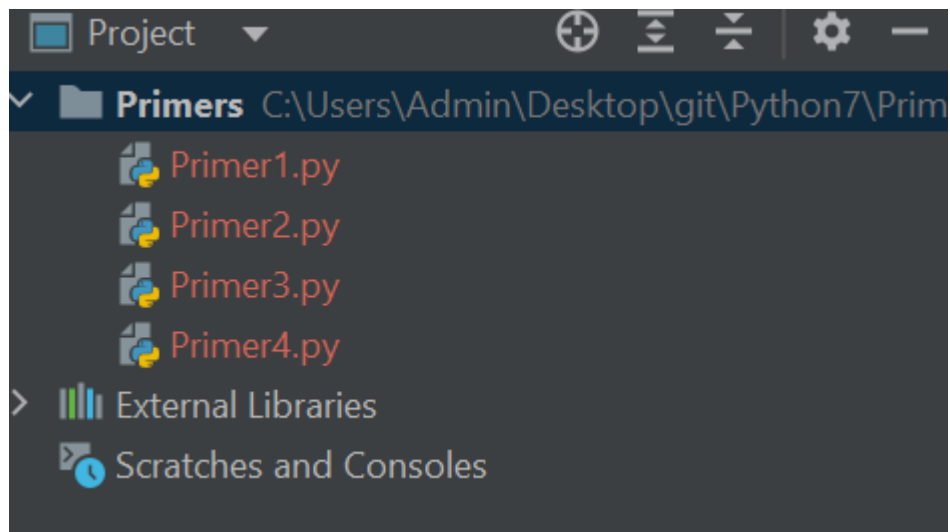 Project
Primers C:\Users\Admin\Desktop\git\Python7\Prim
Primer1.py
Primer2.py
Primer3.py
Primer4.py
External Libraries
Scratches and Consoles